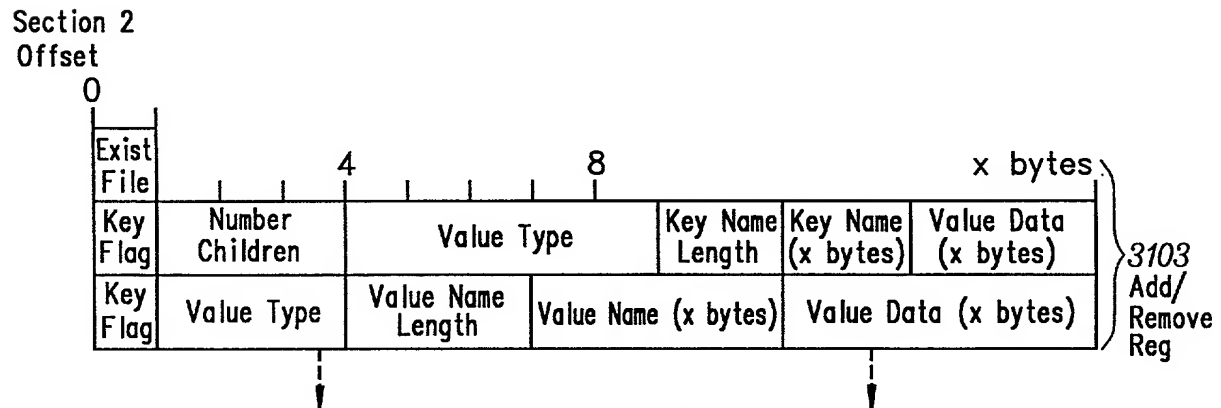 Section 2
Offset
0
Exist
File
4
8
x bytes
Key
Flag
Number
Children
Value Type
Key Name
Length
Key Name
(x bytes)
Value Data
(x bytes)
Key
Flag
Value Type
Value Name
Length
Value Name (x bytes)
Value Data (x bytes)
3103
Add/
Remove
Reg